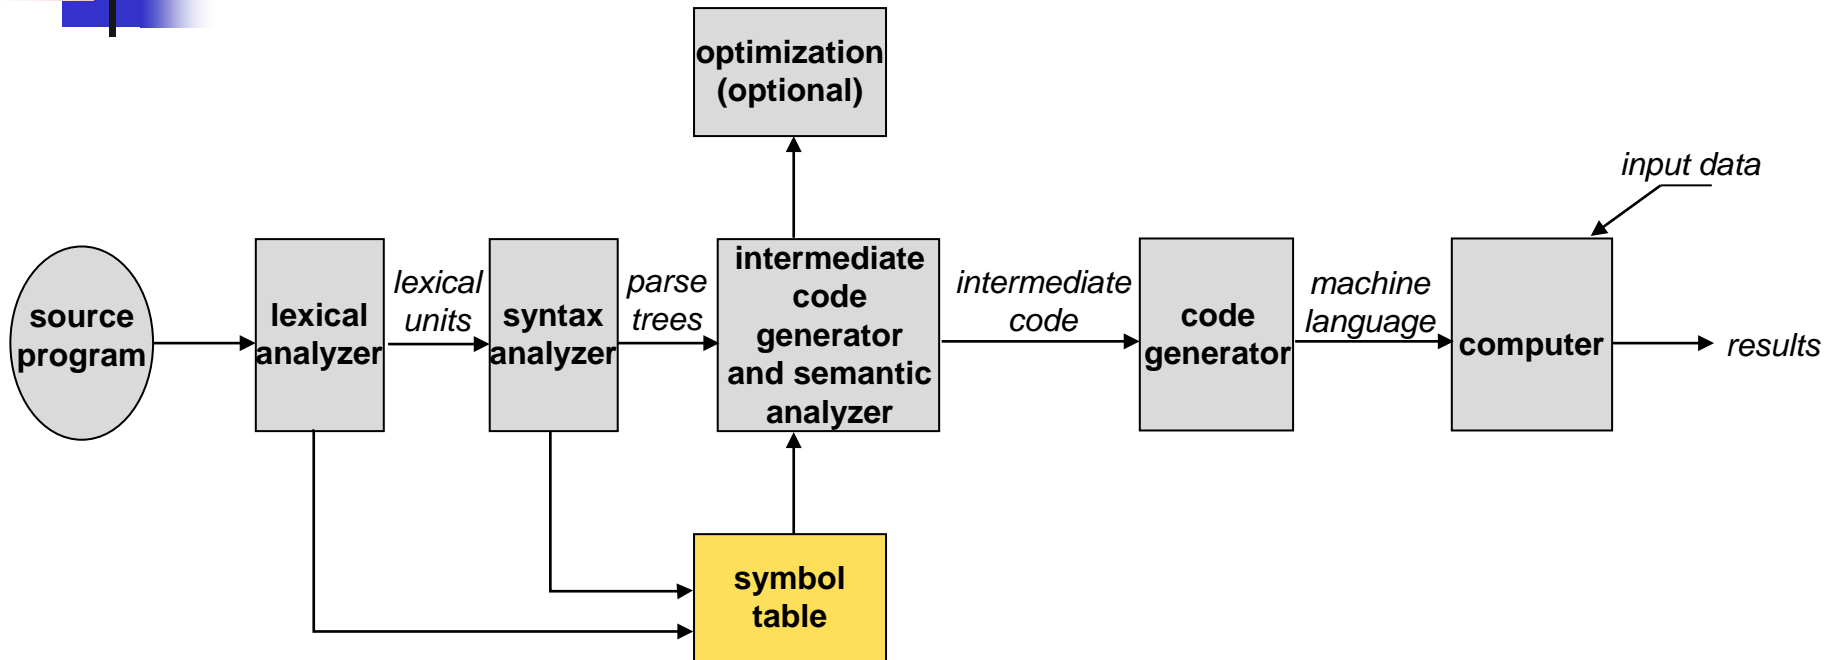 optimization
(optional)
input data
source
program
lexical
analyzer
lexical
units
syntax
analyzer
parse
trees
intermediate
code
generator
and semantic
analyzer
intermediate
code
code
generator
machine
language
computer
results
symbol
table